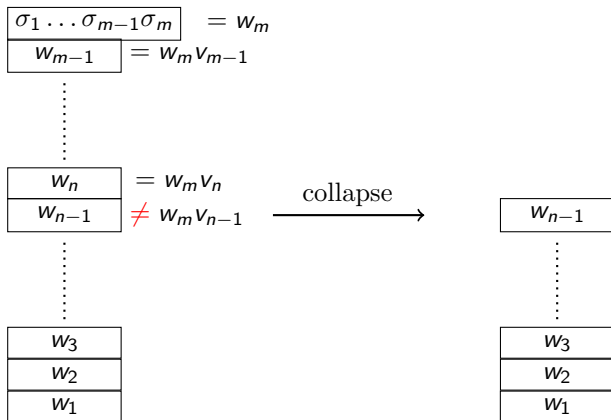 σ₁ … σₘ₋₁σₘ = wₘ
wₘ₋₁ = wₘvₘ₋₁
wₙ = wₘvₙ
wₙ₋₁ ≠ wₘvₙ₋₁ collapse wₙ₋₁
w₃ w₃
w₂ w₂
w₁ w₁